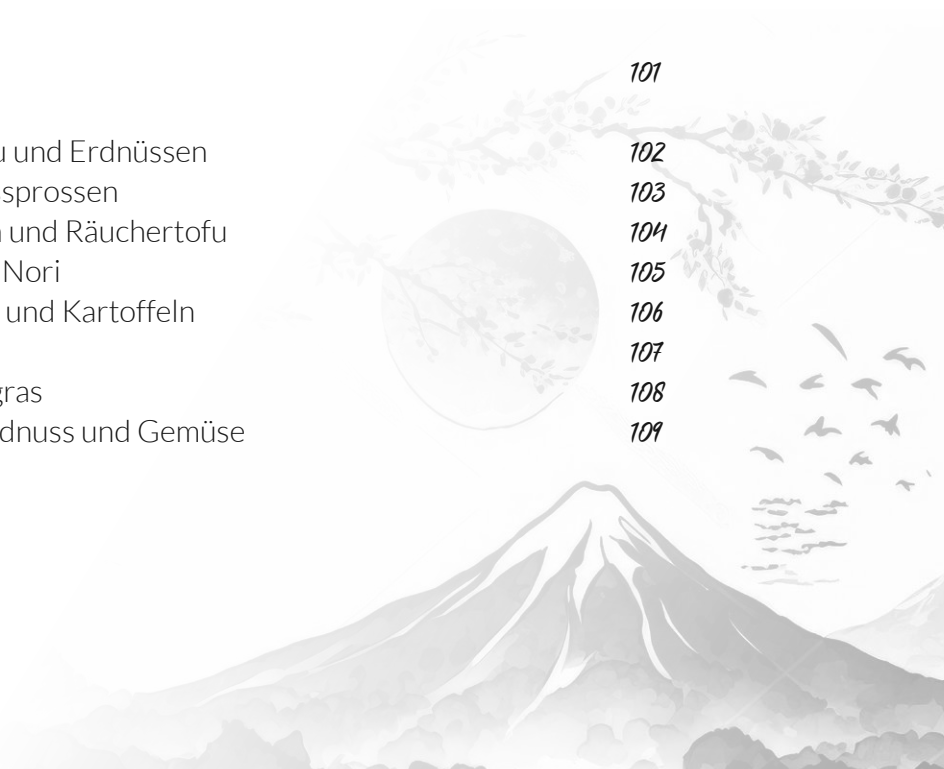 101
und Erdnüssen 102
sprossen 103
und Räuchertofu 104
Nori 105
und Kartoffeln 106
107
gras 108
dnuss und Gemüse 109